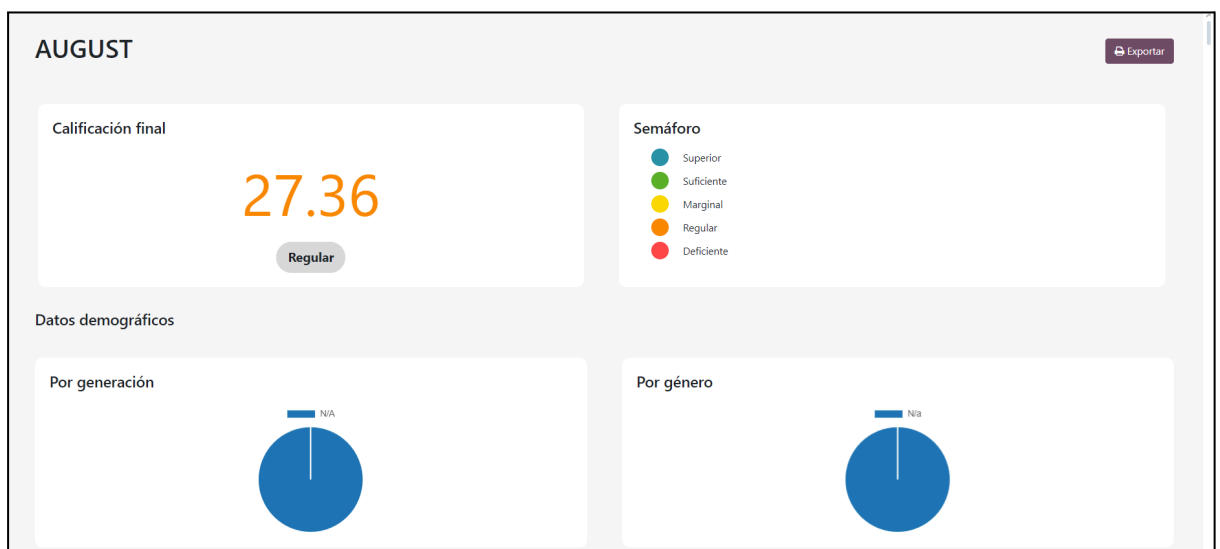 AUGUST
Exportar
Calificación final
27.36
Regular
Semáforo
Superior
Suficiente
Marginal
Regular
Deficiente
Datos demográficos
Por generación
N/A
Por género
N/a